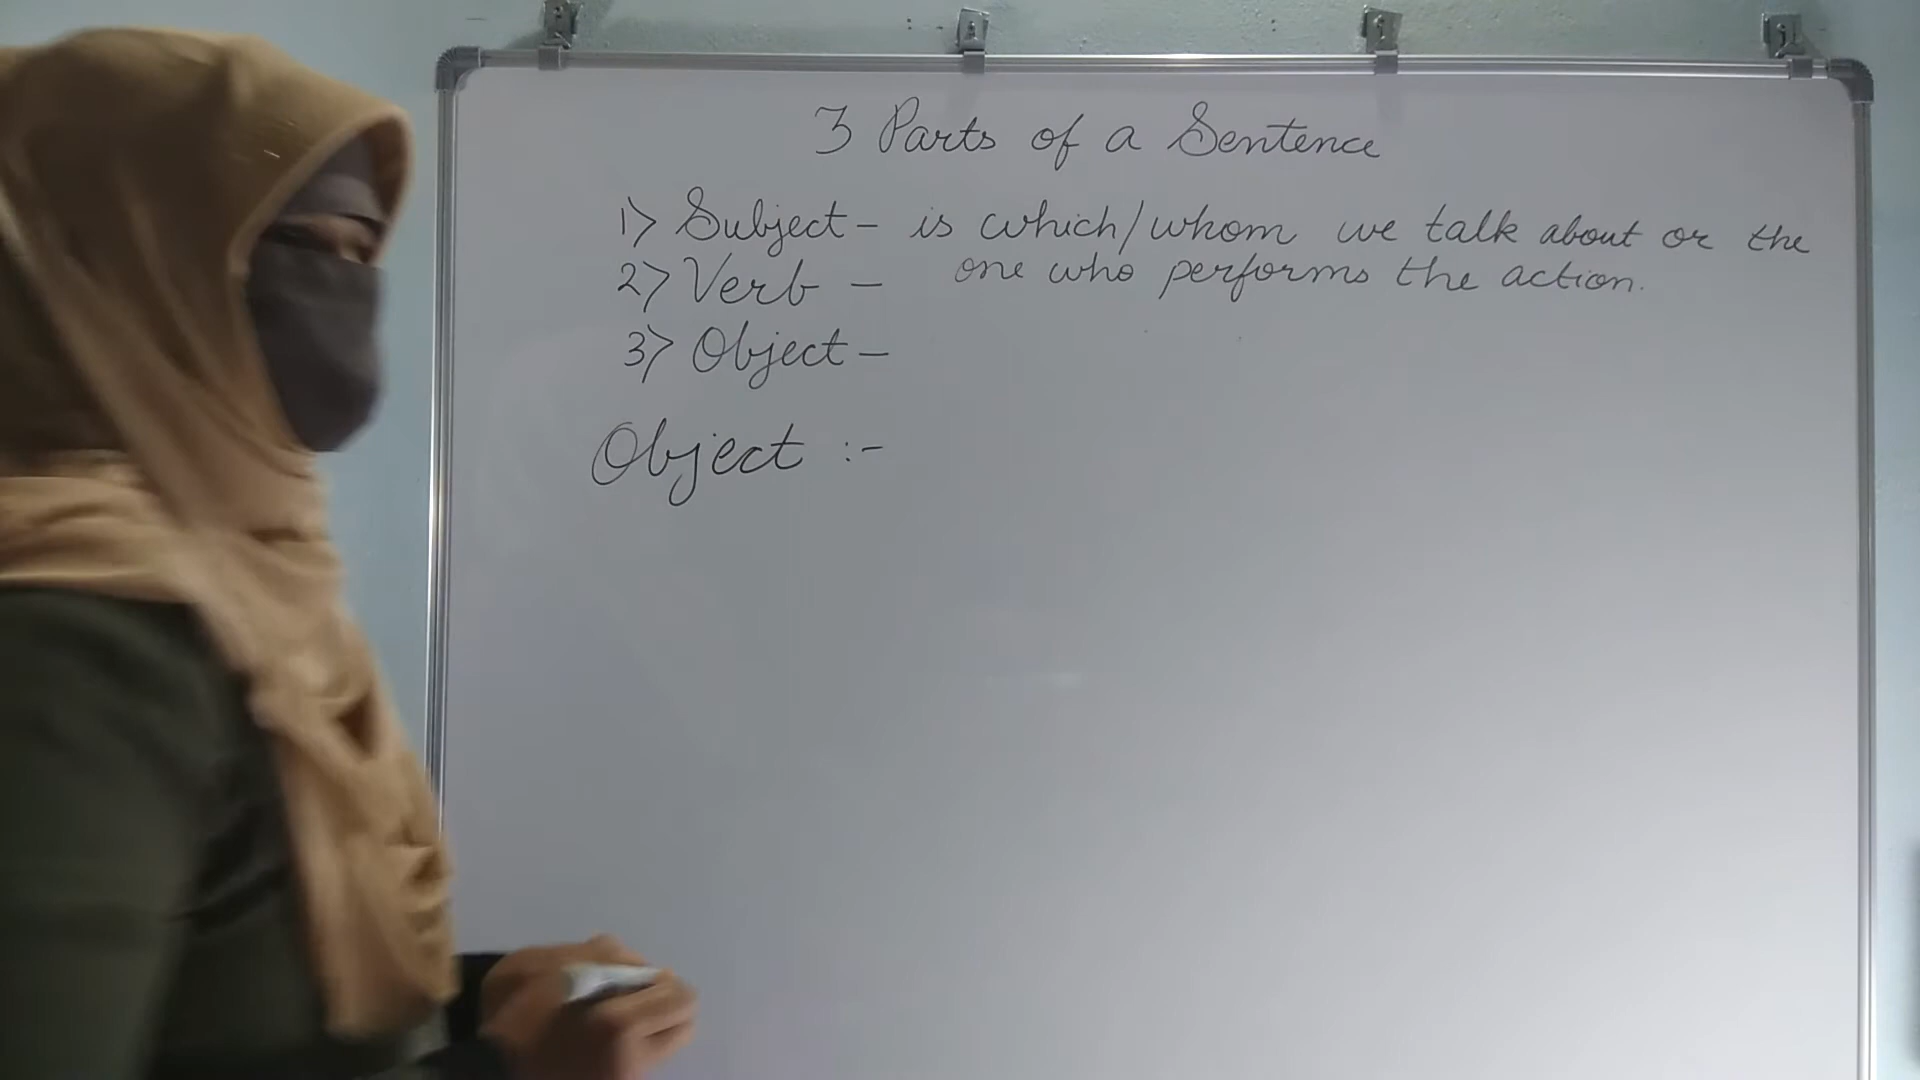 3 Parts of a Sentence
1) Subject - is which/whom we talk about or the
one who performs the action.
2) Verb -
3) Object -
Object :-